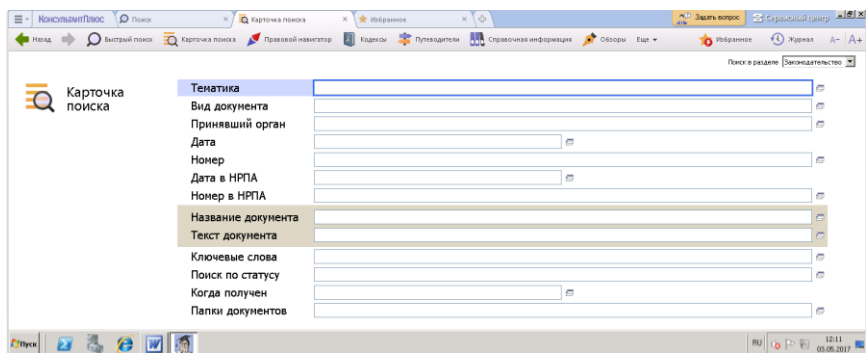 КонсультантПлюс Поиск Карточка поиска Избранное Задать вопрос Сервисный центр
Назад Быстрый поиск Карточка поиска Правовой навигатор Кодексы Путеводители Справочная информация Обзоры Еще Избранное Журнал A- A+
Поиск в разделе Законодательство
Карточка
поиска
Тематика
Вид документа
Принявший орган
Дата
Номер
Дата в НРПА
Номер в НРПА
Название документа
Текст документа
Ключевые слова
Поиск по статусу
Когда получен
Папки документов
Пуск RU 12:11
03.05.2017